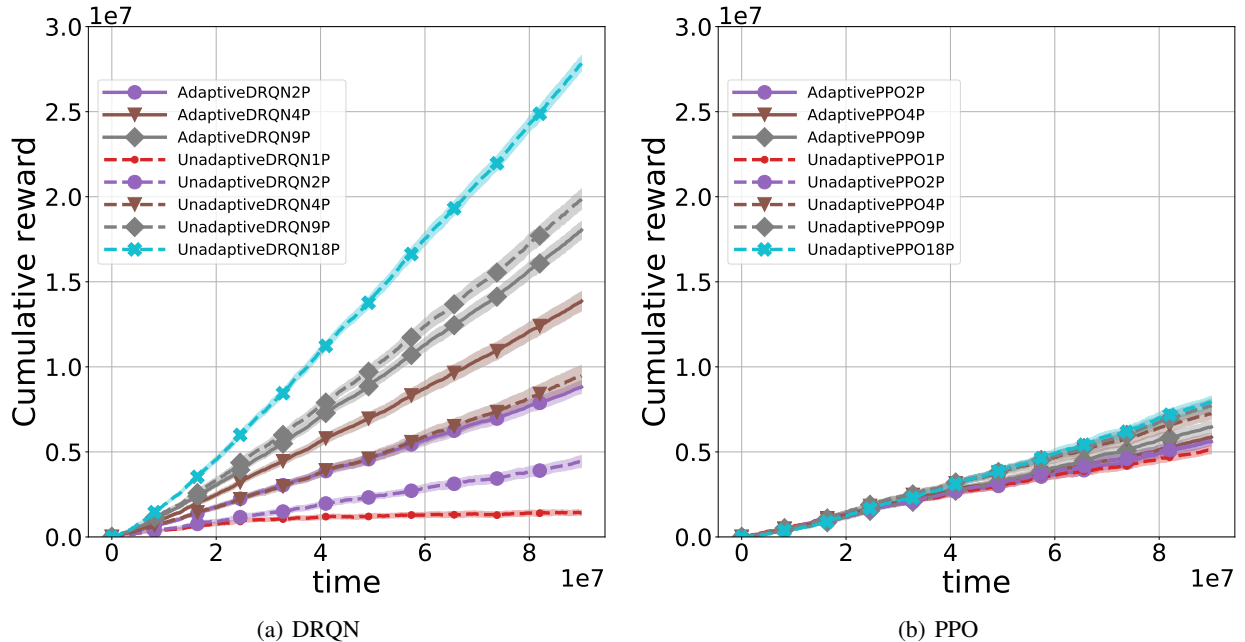 1e7
3.0
2.5
2.0
1.5
1.0
0.5
0.0
Cumulative reward
AdaptiveDRQN2P
AdaptiveDRQN4P
AdaptiveDRQN9P
UnadaptiveDRQN1P
UnadaptiveDRQN2P
UnadaptiveDRQN4P
UnadaptiveDRQN9P
UnadaptiveDRQN18P
0 2 4 6 8
time
1e7
(a) DRQN
1e7
3.0
2.5
2.0
1.5
1.0
0.5
0.0
Cumulative reward
AdaptivePPO2P
AdaptivePPO4P
AdaptivePPO9P
UnadaptivePPO1P
UnadaptivePPO2P
UnadaptivePPO4P
UnadaptivePPO9P
UnadaptivePPO18P
0 2 4 6 8
time
1e7
(b) PPO